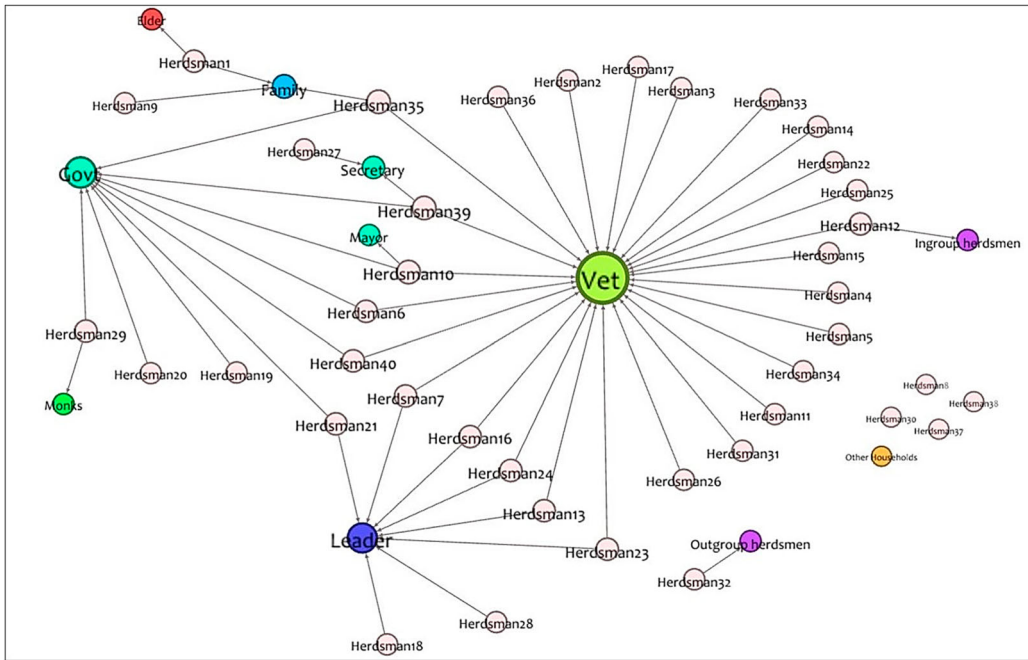 Elder
Herdsman1
Herdsman9
Family
Herdsman35
Herdsman36
Herdsman2
Herdsman17
Herdsman3
Herdsman33
Herdsman14
Herdsman22
Herdsman25
Herdsman12
Ingroup herdsmen
Herdsman27
Secretary
Govt
Herdsman39
Mayor
Herdsman10
Vet
Herdsman15
Herdsman4
Herdsman6
Herdsman5
Herdsman29
Herdsman40
Herdsman20
Herdsman19
Herdsman34
Monks
Herdsman7
Herdsman21
Herdsman16
Herdsman11
Herdsman8
Herdsman38
Herdsman30
Herdsman37
Other Households
Herdsman24
Herdsman31
Herdsman26
Herdsman13
Leader
Herdsman23
Outgroup herdsmen
Herdsman32
Herdsman28
Herdsman18